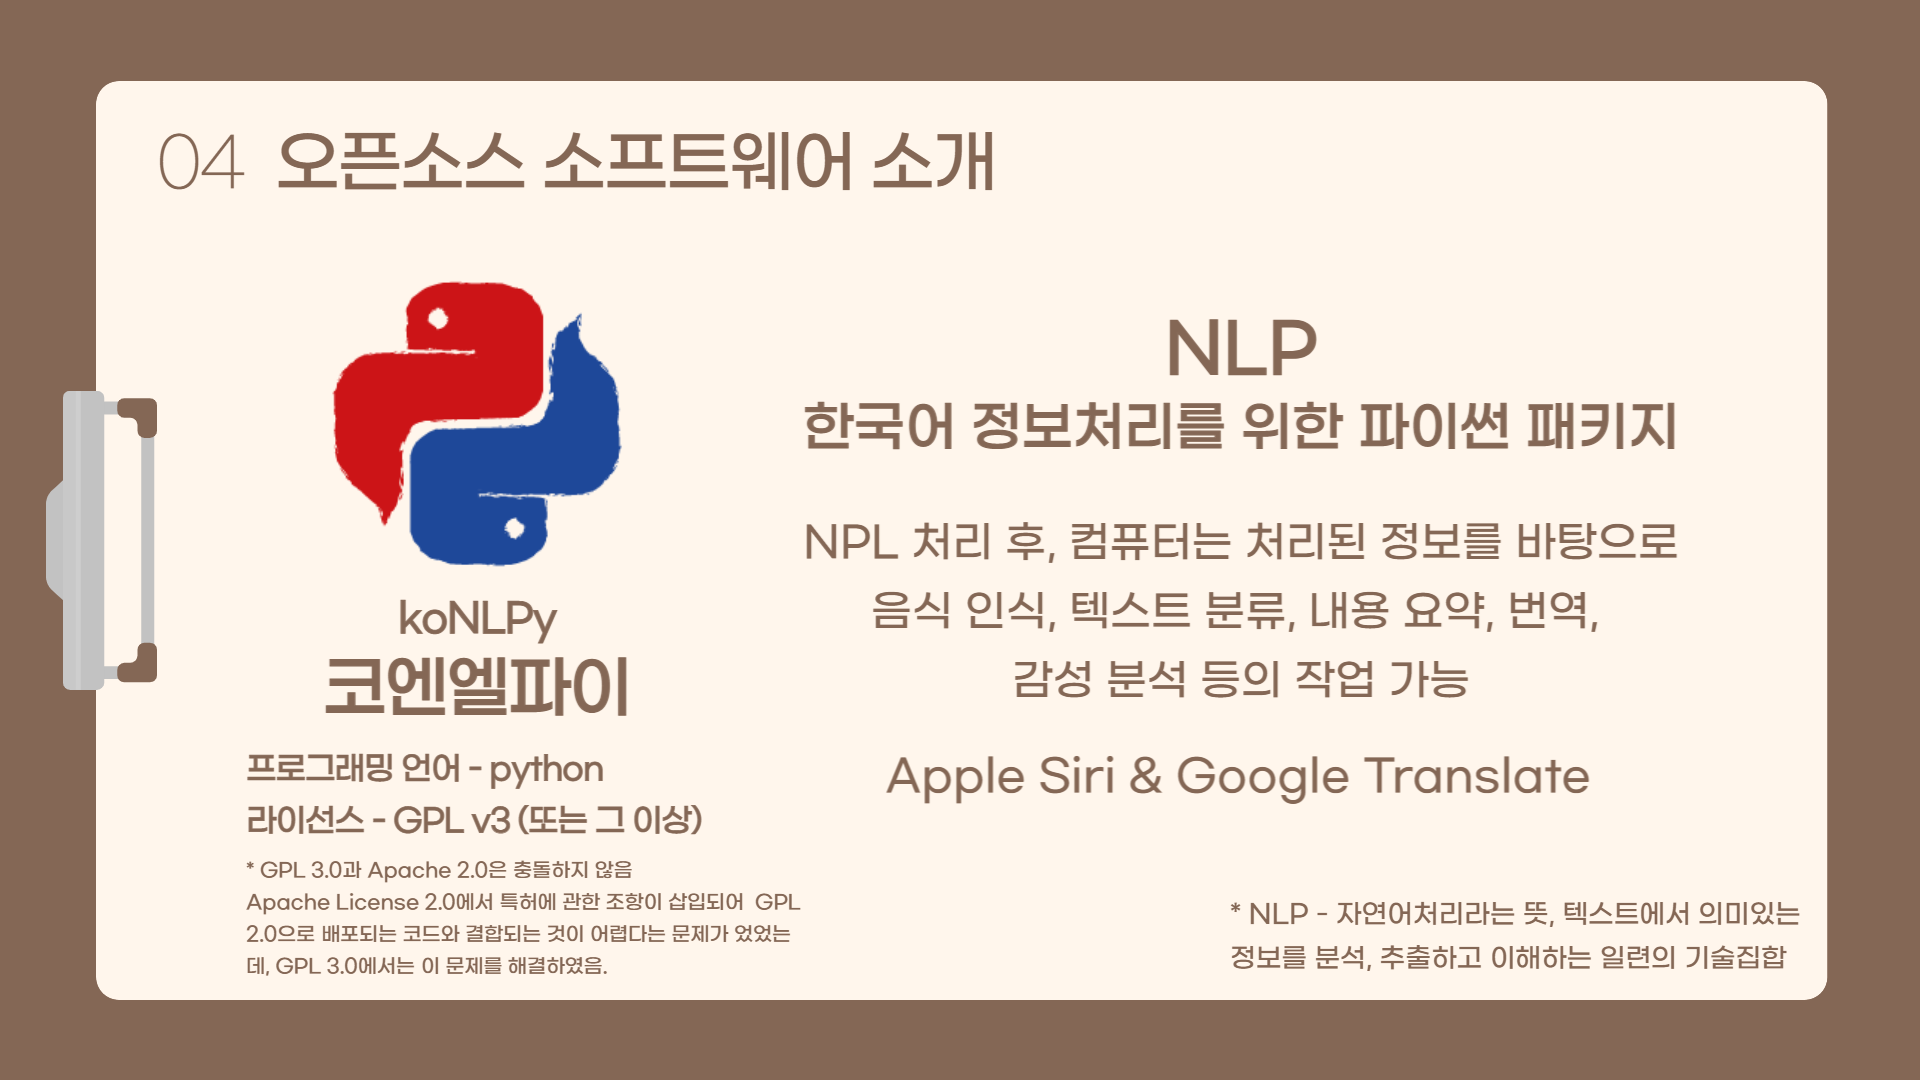 04 오픈소스 소프트웨어 소개
koNLPy
코엔엘파이
프로그래밍 언어 - python
라이선스 - GPL v3 (또는 그 이상)
* GPL 3.0과 Apache 2.0은 충돌하지 않음
Apache License 2.0에서 특허에 관한 조항이 삽입되어 GPL
2.0으로 배포되는 코드와 결합되는 것이 어렵다는 문제가 었었는
데, GPL 3.0에서는 이 문제를 해결하였음.
NLP
한국어 정보처리를 위한 파이썬 패키지
NPL 처리 후, 컴퓨터는 처리된 정보를 바탕으로
음식 인식, 텍스트 분류, 내용 요약, 번역,
감성 분석 등의 작업 가능
Apple Siri & Google Translate
* NLP - 자연어처리라는 뜻, 텍스트에서 의미있는
정보를 분석, 추출하고 이해하는 일련의 기술집합